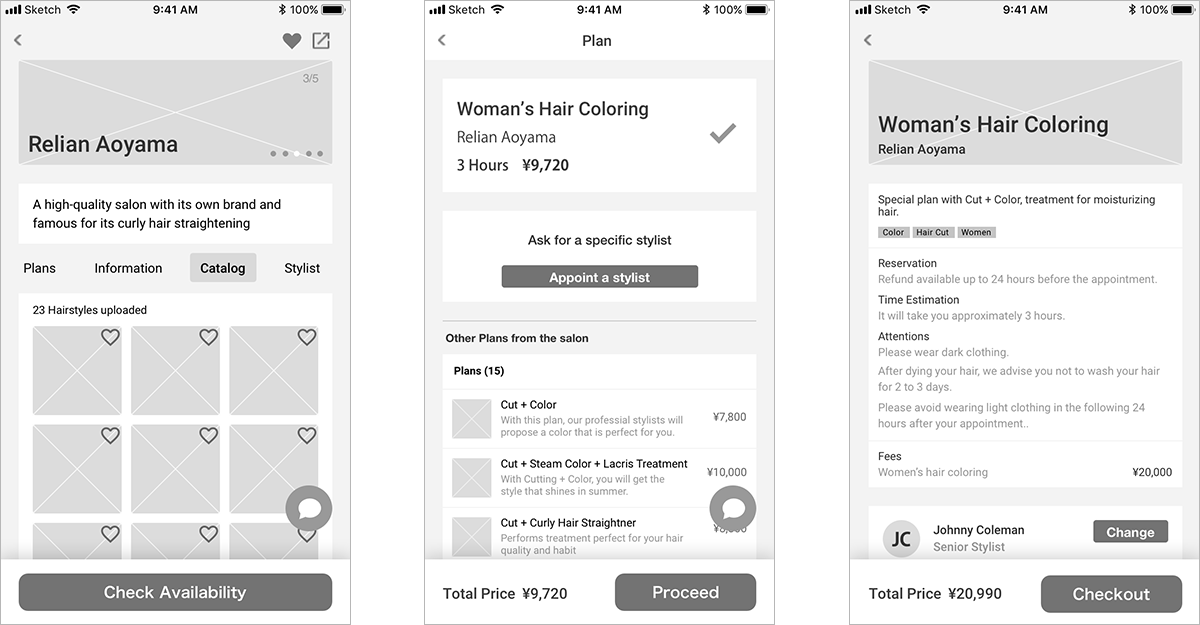 Sketch 9:41 AM 100%
3/5
Relian Aoyama
A high-quality salon with its own brand and
famous for its curly hair straightening
Plans Information Catalog Stylist
23 Hairstyles uploaded
Check Availability
Sketch 9:41 AM 100%
Plan
Woman’s Hair Coloring
Relian Aoyama
3 Hours ¥9,720
Ask for a specific stylist
Appoint a stylist
Other Plans from the salon
Plans (15)
Cut + Color
With this plan, our professial stylists will
propose a color that is perfect for you.
¥7,800
Cut + Steam Color + Lacris Treatment
With Cutting + Color, you will get the
style that shines in summer.
¥10,000
Cut + Curly Hair Straightner
Performs treatment perfect for your hair
quality and habit
Total Price ¥9,720
Proceed
Sketch 9:41 AM 100%
Woman’s Hair Coloring
Relian Aoyama
Special plan with Cut + Color, treatment for moisturizing
hair.
Color Hair Cut Women
Reservation
Refund available up to 24 hours before the appointment.
Time Estimation
It will take you approximately 3 hours.
Attentions
Please wear dark clothing.
After dying your hair, we advise you not to wash your hair
for 2 to 3 days.
Please avoid wearing light clothing in the following 24
hours after your appointment..
Fees
Women’s hair coloring ¥20,000
JC
Johnny Coleman
Senior Stylist
Change
Total Price ¥20,990
Checkout